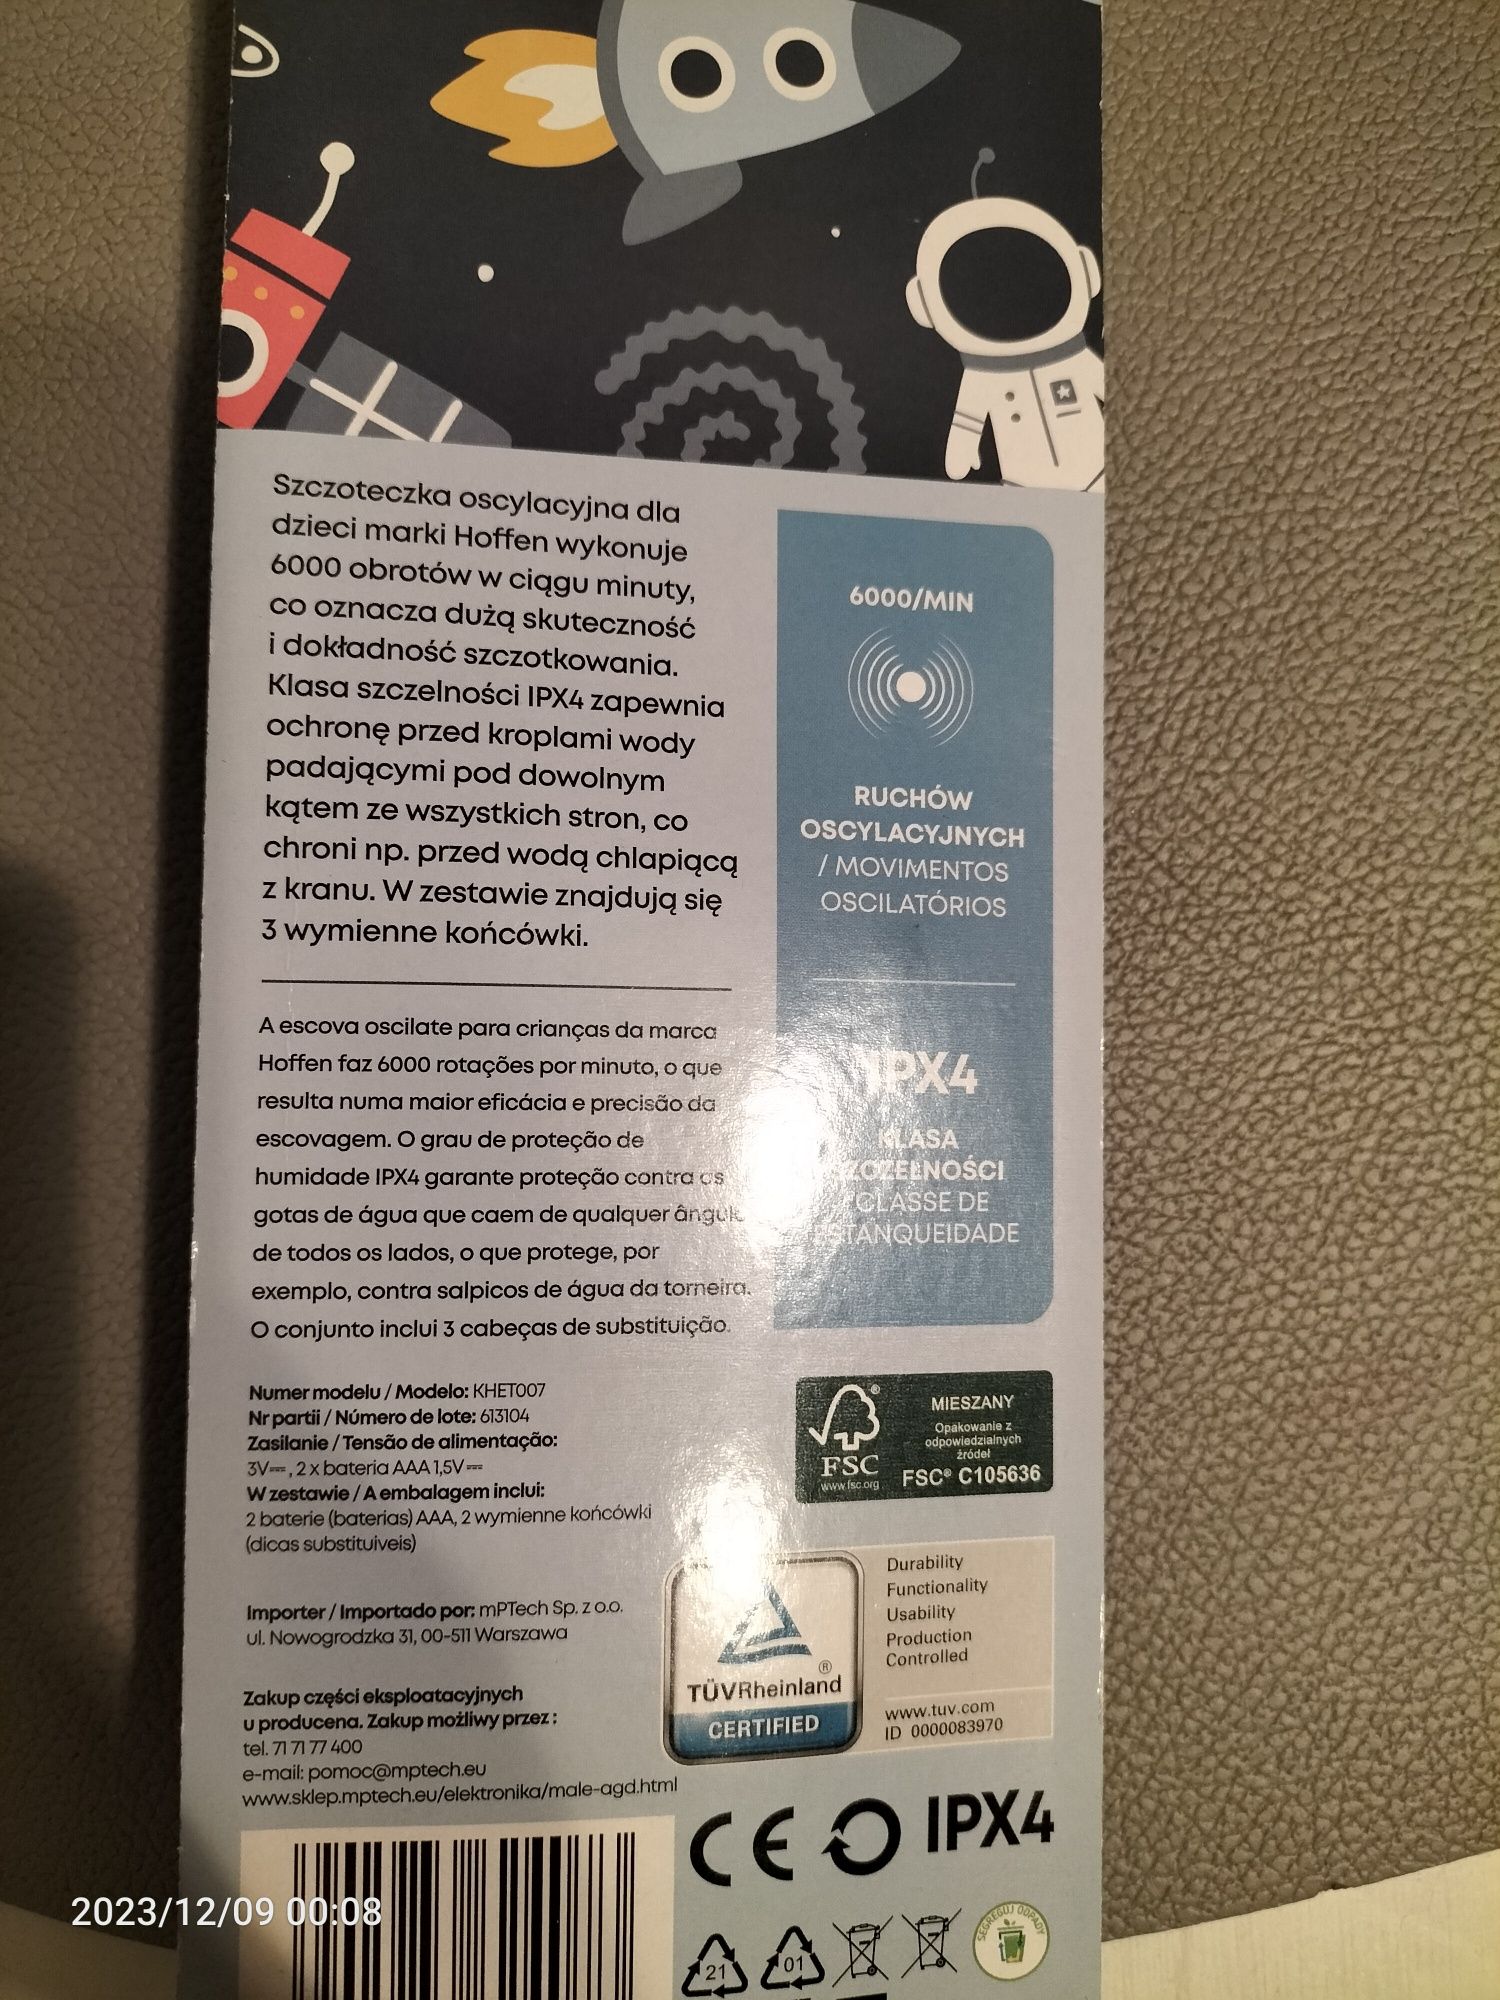 Szczoteczka oscylacyjna dla
dzieci marki Hoffen wykonuje
6000 obrotów w ciągu minuty,
co oznacza dużą skuteczność
i dokładność szczotkowania.
Klasa szczelności IPX4 zapewnia
ochronę przed kroplami wody
padającymi pod dowolnym
kątem ze wszystkich stron, co
chroni np. przed wodą chlapiącą
z kranu. W zestawie znajdują się
3 wymienne końcówki.
A escova oscilate para crianças da marca
Hoffen faz 6000 rotações por minuto, o que
resulta numa maior eficácia e precisão da
escovagem. O grau de proteção de
humidade IPX4 garante proteção contra os
gotas de água que caem de qualquer
de todos os lados, o que protege, por
exemplo, contra salpicos de água da torneira.
O conjunto inclui 3 cabeças de substituição.
6000/MIN
RUCHÓW
OSCYLACYJNYCH
/ MOVIMENTOS
OSCILATÓRIOS
IPX4
KLASA
SZCZELNOŚCI
CLASSE DE
ESTANQUEIDADE
Numer modelu / Modelo: KHET007
Nr partii / Número de lote: 613104
Zasilanie / Tensão de alimentação:
3V⎓, 2 x bateria AAA 1,5V⎓
W zestawie / A embalagem inclui:
2 baterie (baterias) AAA, 2 wymienne końcówki
(dicas substituiveis)
Importer / Importado por: mPTech Sp. z o.o.
ul. Nowogrodzka 31, 00-511 Warszawa
Zakup części eksploatacyjnych
u producena. Zakup możliwy przez :
tel. 71 71 77 400
e-mail: pomoc@mptech.eu
www.sklep.mptech.eu/elektronika/male-agd.html
®
FSC
www.fsc.org
MIESZANY
Opakowanie z
odpowiedzialnych
źródeł
FSC® C105636
®
TÜVRheinland
CERTIFIED
Durability
Functionality
Usability
Production
Controlled
www.tuv.com
ID 0000083970
CE IPX4
21
01
SEGREGUJ ODPADY
2023/12/09 00:08